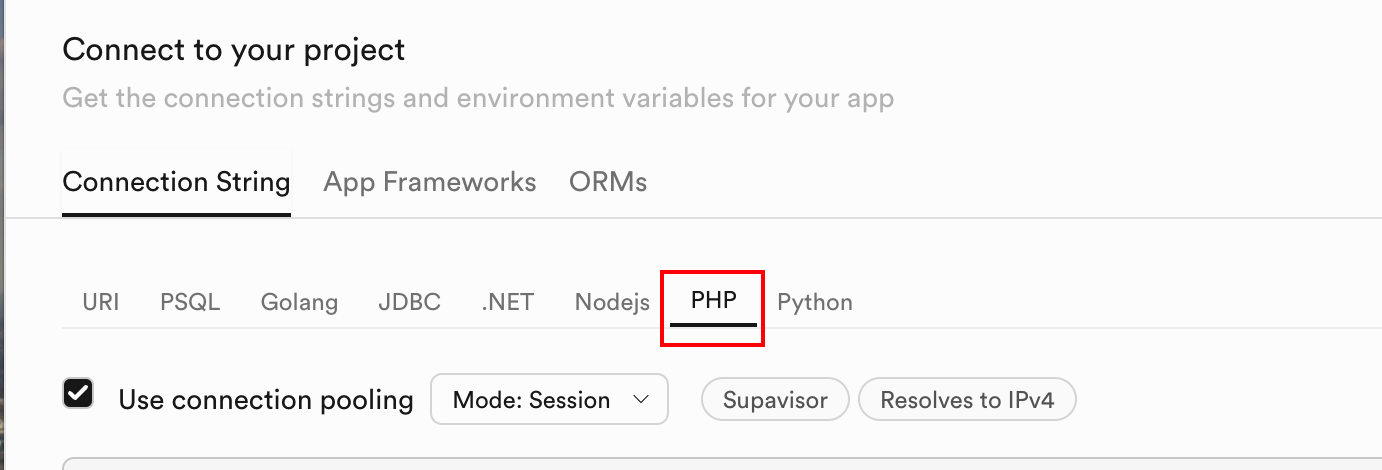 Connect to your project
Get the connection strings and environment variables for your app
Connection String App Frameworks ORMs
URI PSQL Golang JDBC .NET Nodejs PHP Python
Use connection pooling Mode: Session Supavisor Resolves to IPv4